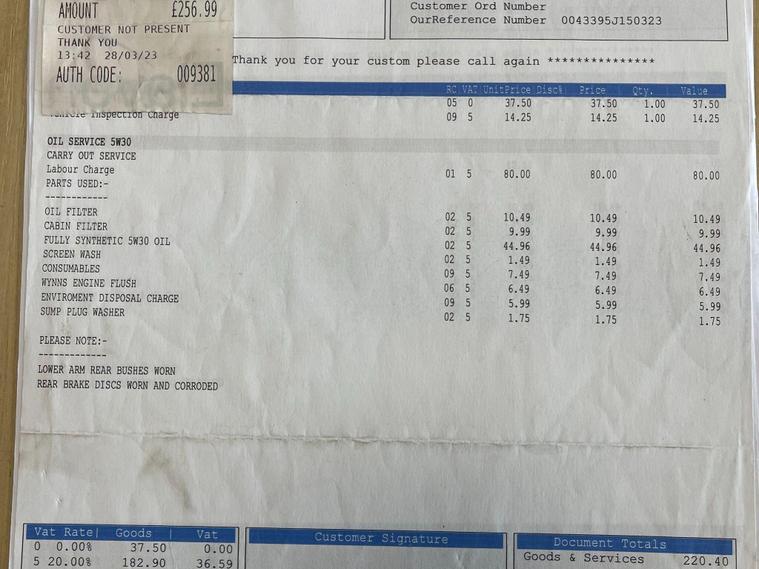 AMOUNT £256.99
CUSTOMER NOT PRESENT
THANK YOU
13:42 28/03/23
AUTH CODE: 009381
Customer Ord Number
OurReference Number 0043395J150323
Thank you for your custom please call again ***************
RC VAT UnitPrice Disc% Price Qty. Value
05 0 37.50 37.50 1.00 37.50
Vehicle Inspection Charge 09 5 14.25 14.25 1.00 14.25
OIL SERVICE 5W30
CARRY OUT SERVICE
Labour Charge 01 5 80.00 80.00 80.00
PARTS USED:-
------------
OIL FILTER 02 5 10.49 10.49 10.49
CABIN FILTER 02 5 9.99 9.99 9.99
FULLY SYNTHETIC 5W30 OIL 02 5 44.96 44.96 44.96
SCREEN WASH 02 5 1.49 1.49 1.49
CONSUMABLES 09 5 7.49 7.49 7.49
WYNNS ENGINE FLUSH 06 5 6.49 6.49 6.49
ENVIROMENT DISPOSAL CHARGE 09 5 5.99 5.99 5.99
SUMP PLUG WASHER 02 5 1.75 1.75 1.75
PLEASE NOTE:-
-------------
LOWER ARM REAR BUSHES WORN
REAR BRAKE DISCS WORN AND CORRODED
Vat Rate| Goods | Vat
0 0.00% 37.50 0.00
5 20.00% 182.90 36.59
Customer Signature
Document Totals
Goods & Services 220.40